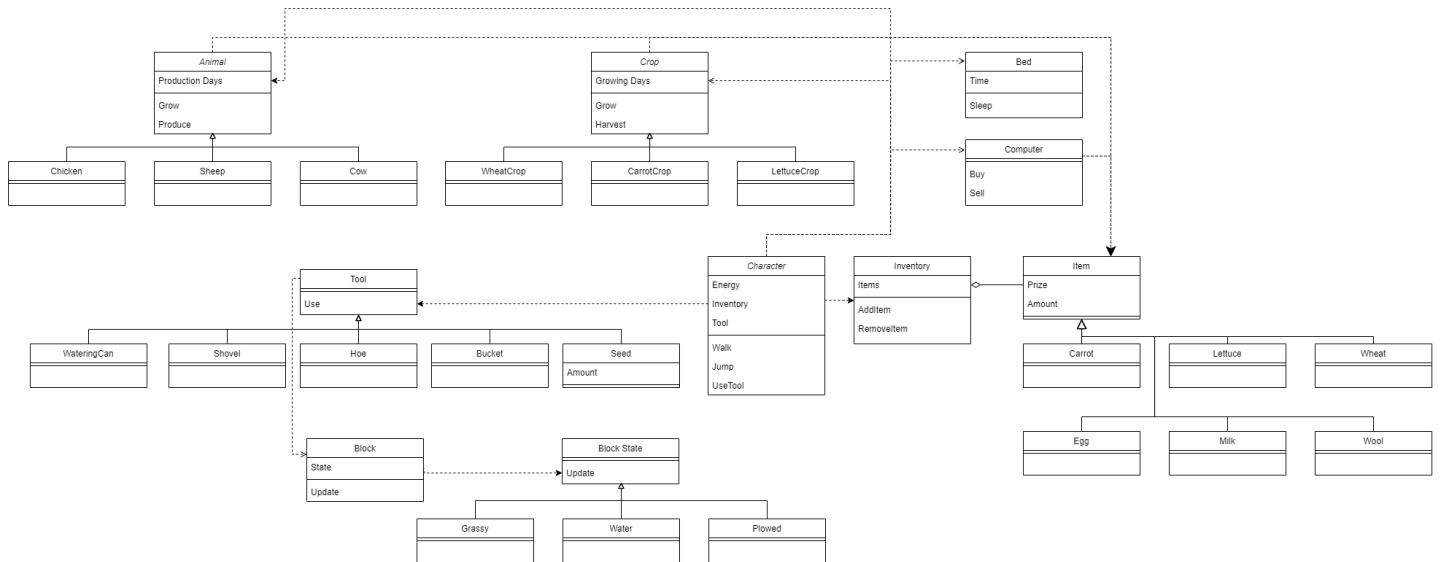 Animal
Production Days
Grow
Produce
Crop
Growing Days
Grow
Harvest
Bed
Time
Sleep
Computer
Buy
Sell
Chicken
Sheep
Cow
WheatCrop
CarrotCrop
LettuceCrop
Tool
Use
Character
Energy
Inventory
Tool
Walk
Jump
UseTool
Inventory
Items
AddItem
RemoveItem
Item
Prize
Amount
WateringCan
Shovel
Hoe
Bucket
Seed
Amount
Carrot
Lettuce
Wheat
Egg
Milk
Wool
Block
State
Update
Block State
Update
Grassy
Water
Plowed